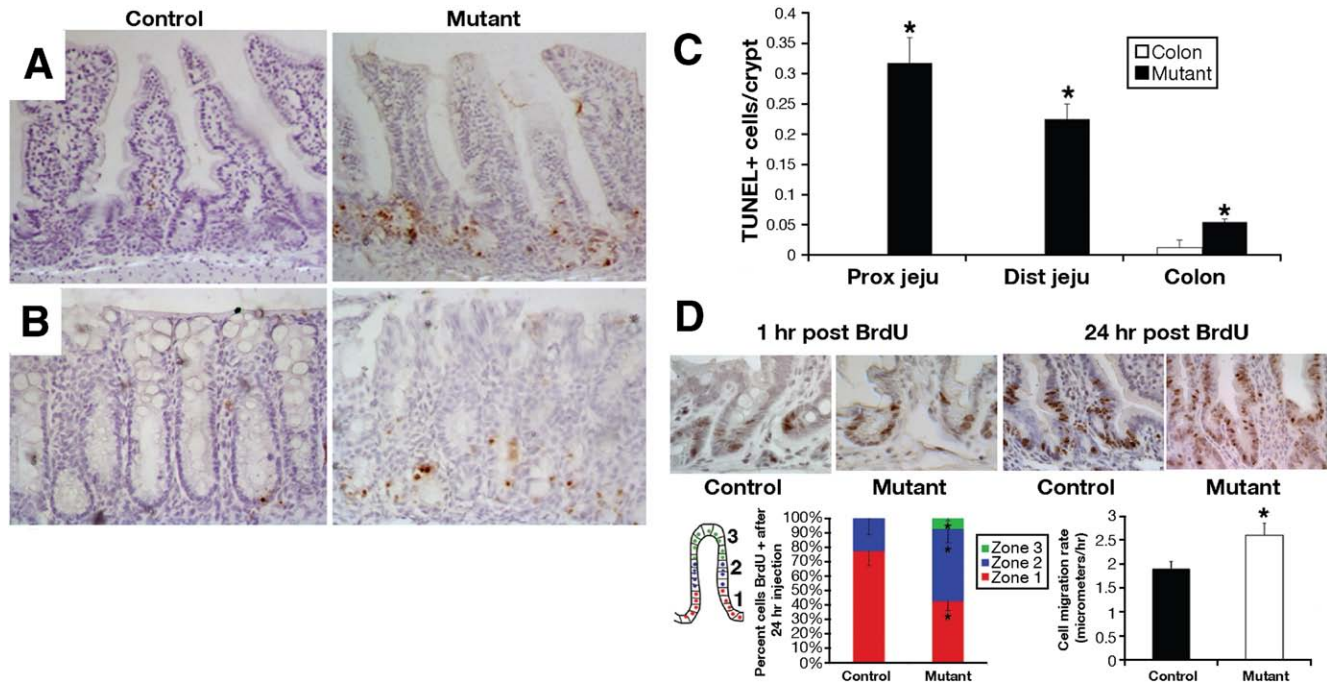 Control Mutant
A
B
C
TUNEL+ cells/crypt
0.4
0.35
0.3
0.25
0.2
0.15
0.1
0.05
0
*
*
*
Colon
Mutant
Prox jeju Dist jeju Colon
D
1 hr post BrdU 24 hr post BrdU
Control Mutant Control Mutant
3
2
1
Percent cells BrdU + after
24 hr injection
100%
90%
80%
70%
60%
50%
40%
30%
20%
10%
0%
*
*
*
Control Mutant
Zone 3
Zone 2
Zone 1
Cell migration rate
(micrometers/hr)
3
2.5
2
1.5
1
0.5
0
*
Control Mutant